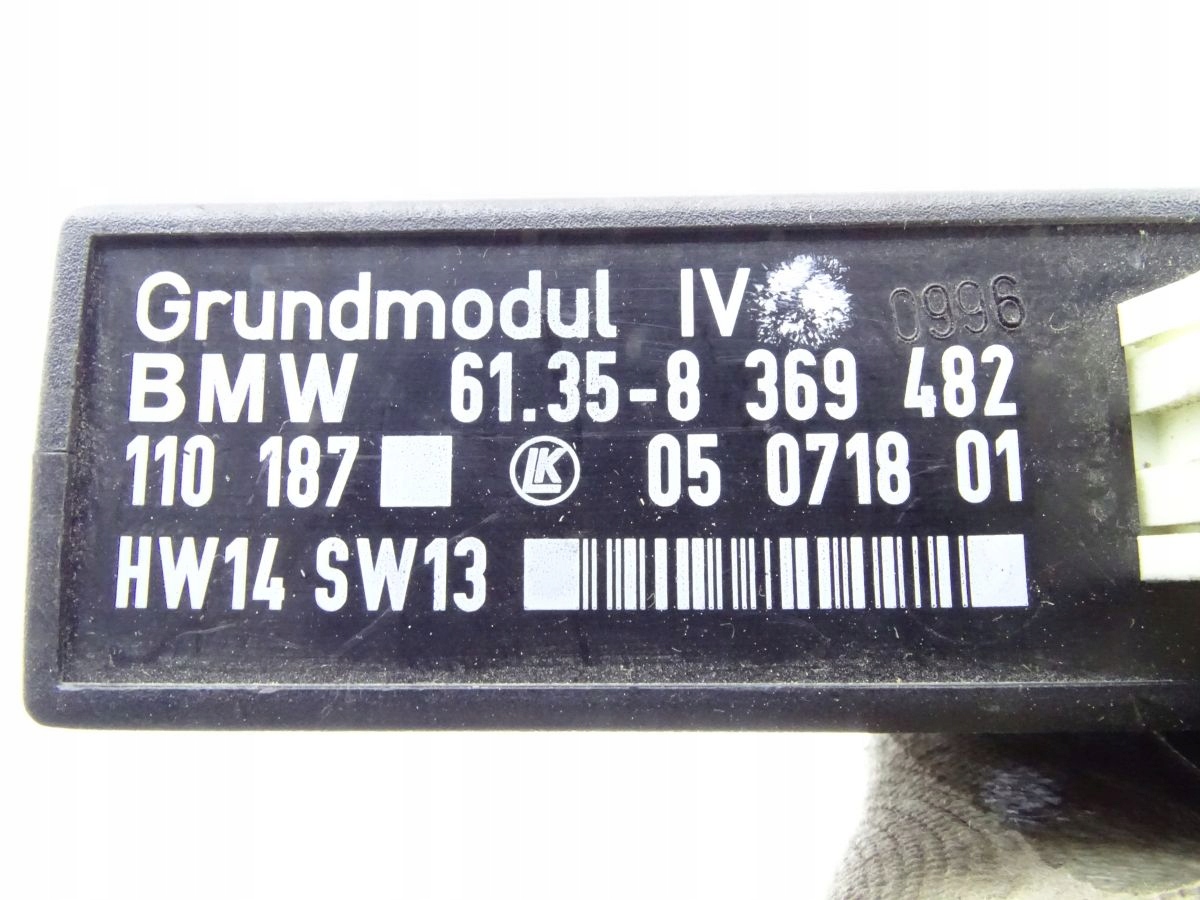 Grundmodul IV 0996
BMW 61.35-8 369 482
110 187 LK 05 0718 01
HW14 SW13